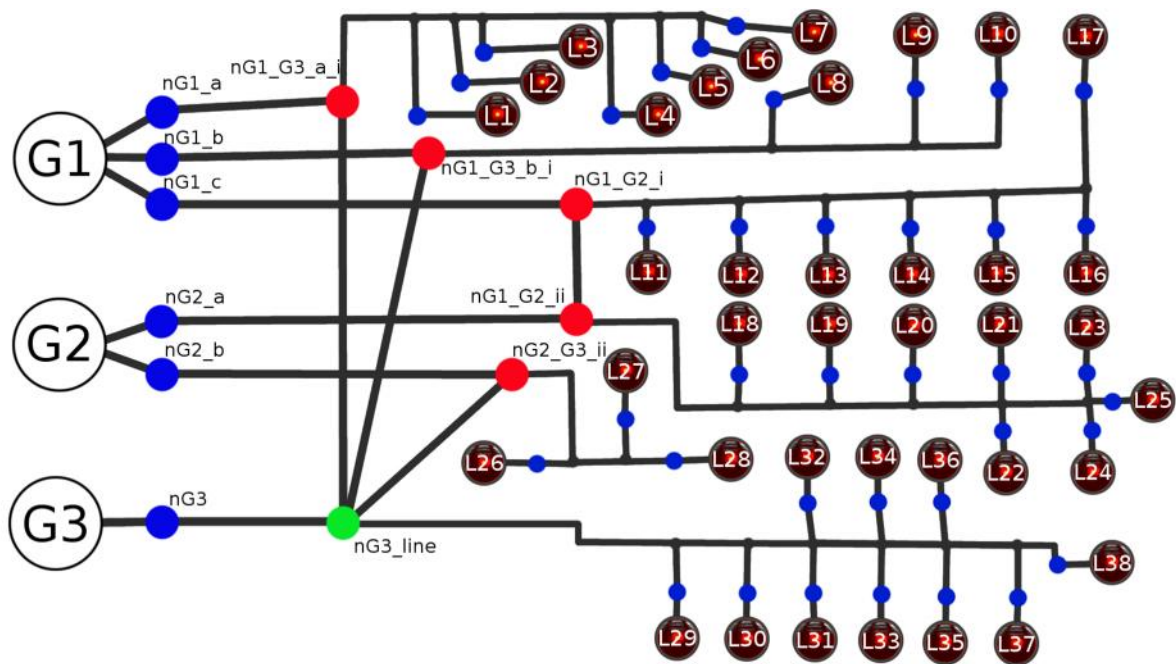 L7
L9
L10
L17
L3
L6
nG1_G3_a_i
L2
L5
L8
nG1_a
L1
L4
G1
nG1_b
nG1_G3_b_i
nG1_c
nG1_G2_i
L11
L12
L13
L14
L15
L16
nG2_a
nG1_G2_ii
L18
L19
L20
L21
L23
G2
nG2_b
nG2_G3_ii
L27
L25
L26
L28
L32
L34
L36
L22
L24
nG3
G3
nG3_line
L38
L29
L30
L31
L33
L35
L37